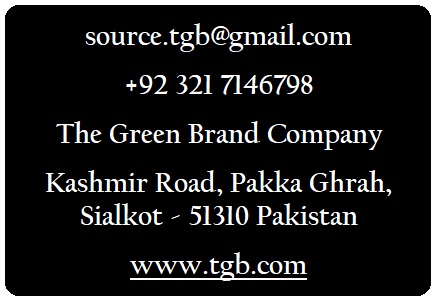 source.tgb@gmail.com
+92 321 7146798
The Green Brand Company
Kashmir Road, Pakka Ghrah,
Sialkot - 51310 Pakistan
www.tgb.com